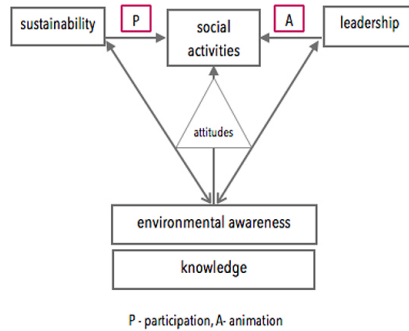 sustainability
P
social
activities
A
leadership
attitudes
environmental awareness
knowledge
P - participation, A- animation